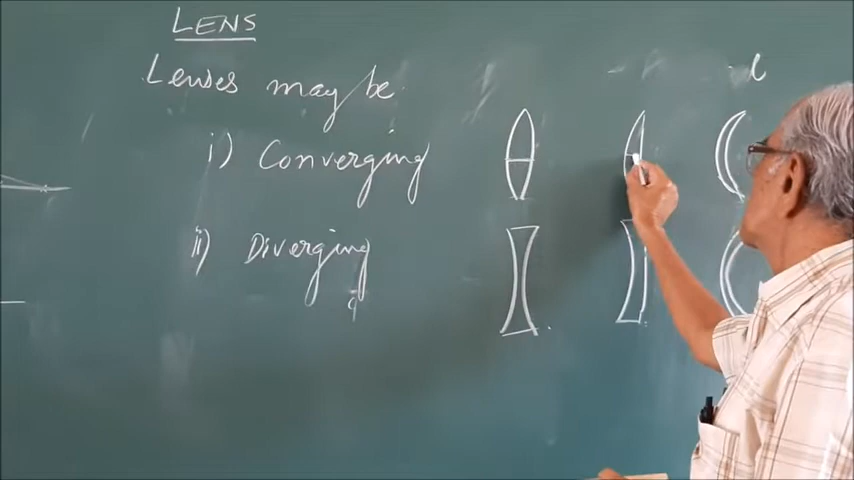 LENS
Lenses may be
i) Converging
ii) Diverging